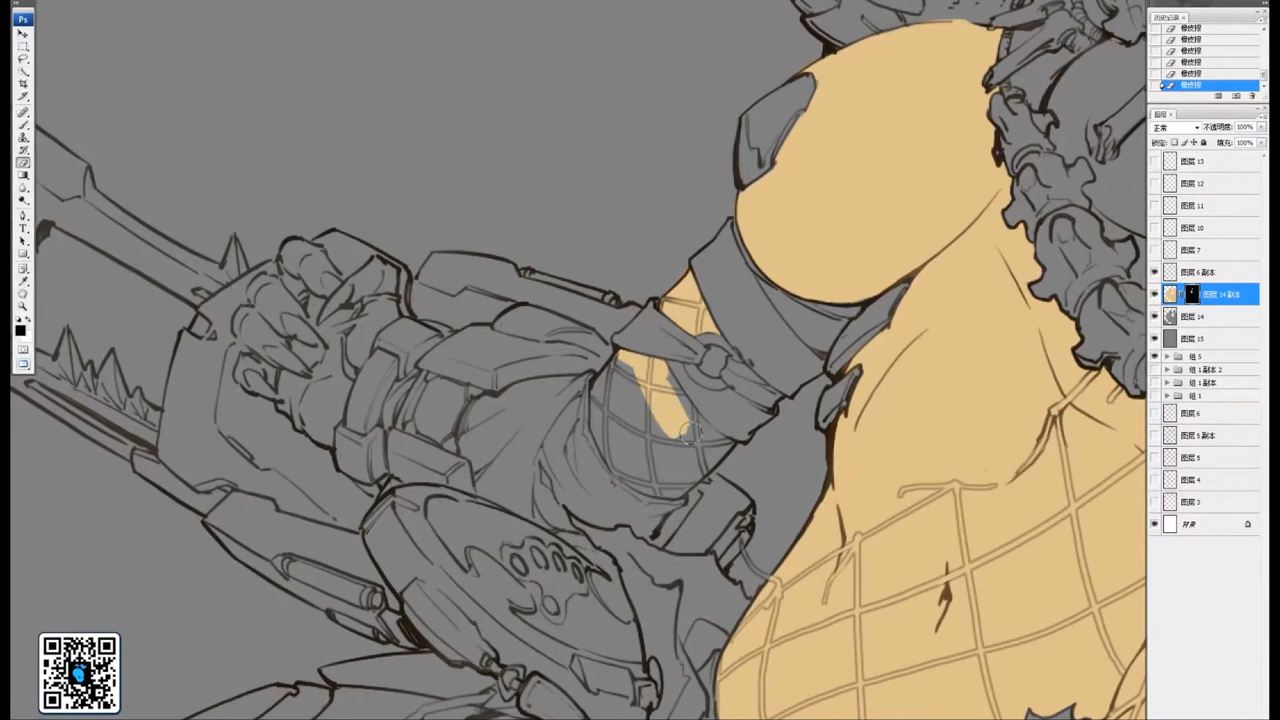 Ps
历史记录
橡皮擦
橡皮擦
橡皮擦
橡皮擦
橡皮擦
橡皮擦
图层
正常
不透明度: 100%
锁定:
填充: 100%
图层 13
图层 12
图层 11
图层 10
图层 7
图层 6 副本
图层 14 副本
图层 14
图层 15
组 5
组 1 副本 2
组 1 副本
组 1
图层 6
图层 5 副本
图层 5
图层 4
图层 3
背景